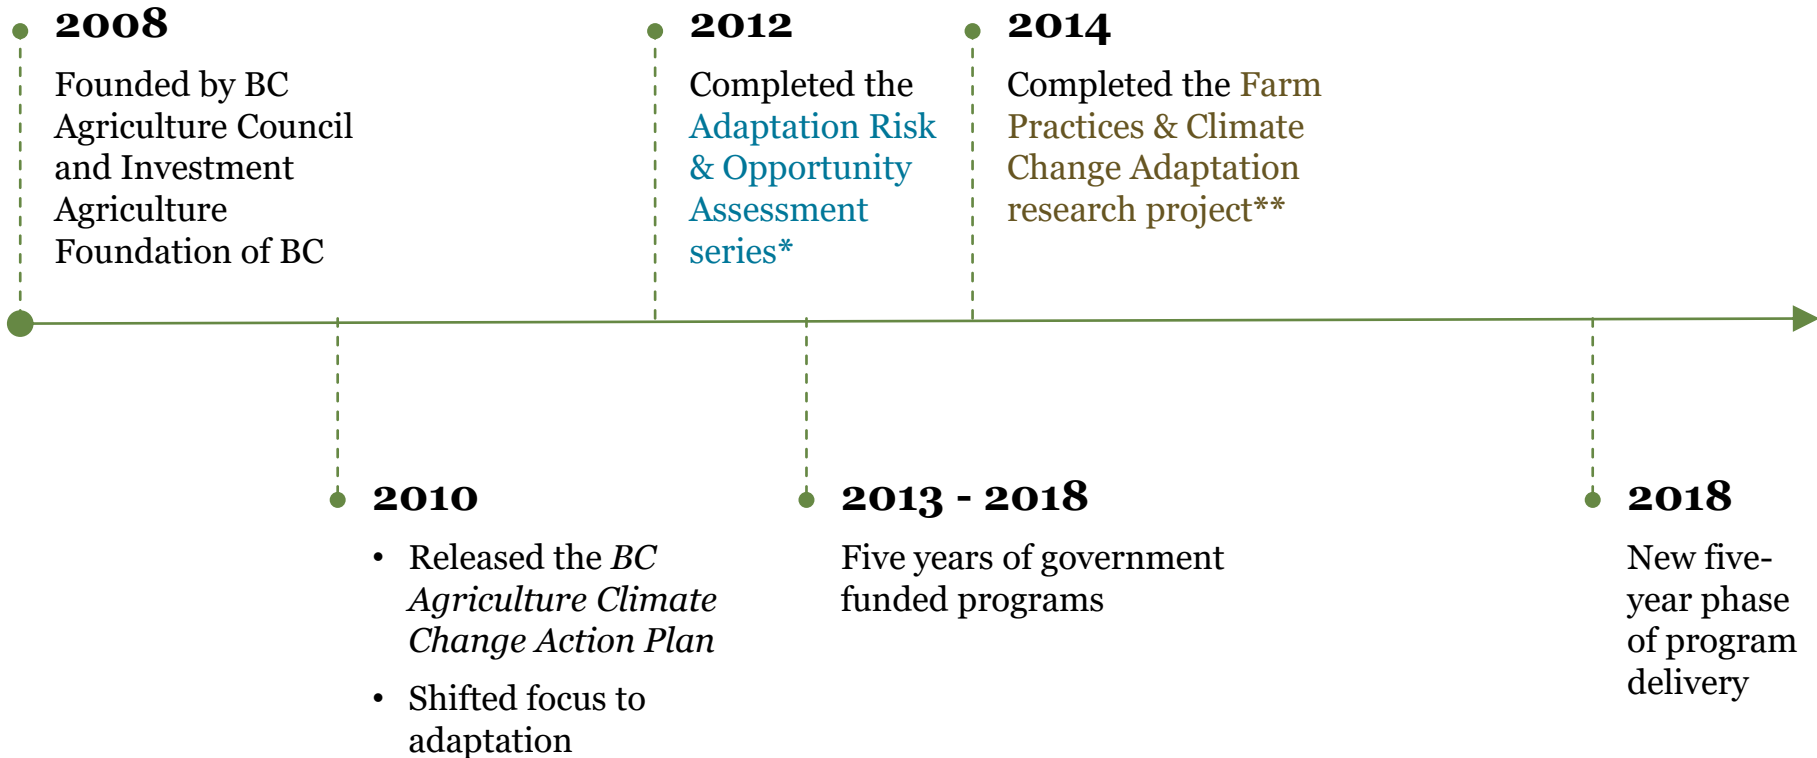 2008
Founded by BC
Agriculture Council
and Investment
Agriculture
Foundation of BC
2012
Completed the
Adaptation Risk
& Opportunity
Assessment
series*
2014
Completed the Farm
Practices & Climate
Change Adaptation
research project**
2010
• Released the BC
Agriculture Climate
Change Action Plan
• Shifted focus to
adaptation
2013 - 2018
Five years of government
funded programs
2018
New five-
year phase
of program
delivery